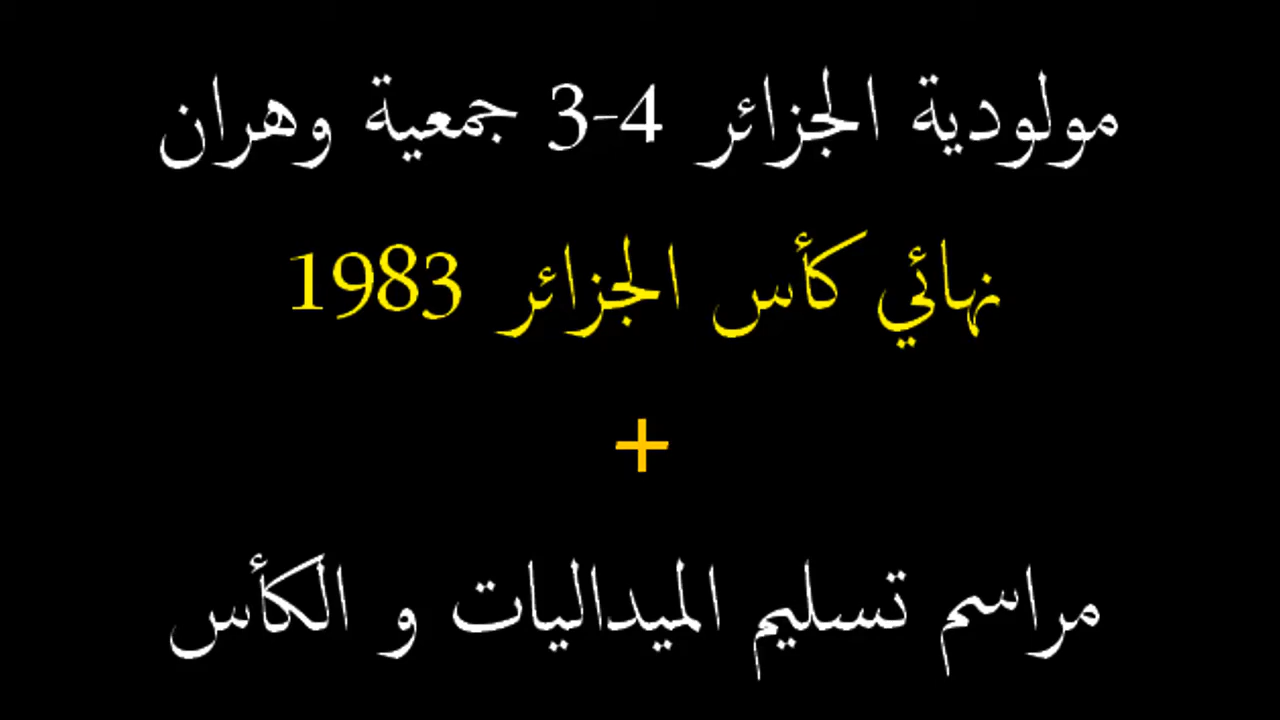 مولودية الجزائر 4-3 جمعية وهران
نهائي كأس الجزائر 1983
+
مراسم تسليم الميداليات و الكأس